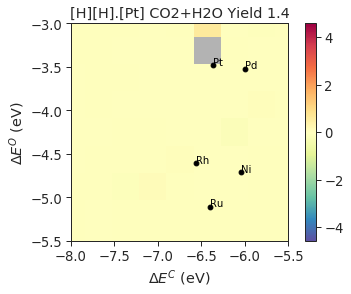 [H][H].[Pt] CO2+H2O Yield 1.4
−3.0
−3.5
−4.0
−4.5
−5.0
−5.5
ΔE^O (eV)
Pt
Pd
Rh
Ni
Ru
−8.0 −7.5 −7.0 −6.5 −6.0 −5.5
ΔE^C (eV)
4
2
0
−2
−4